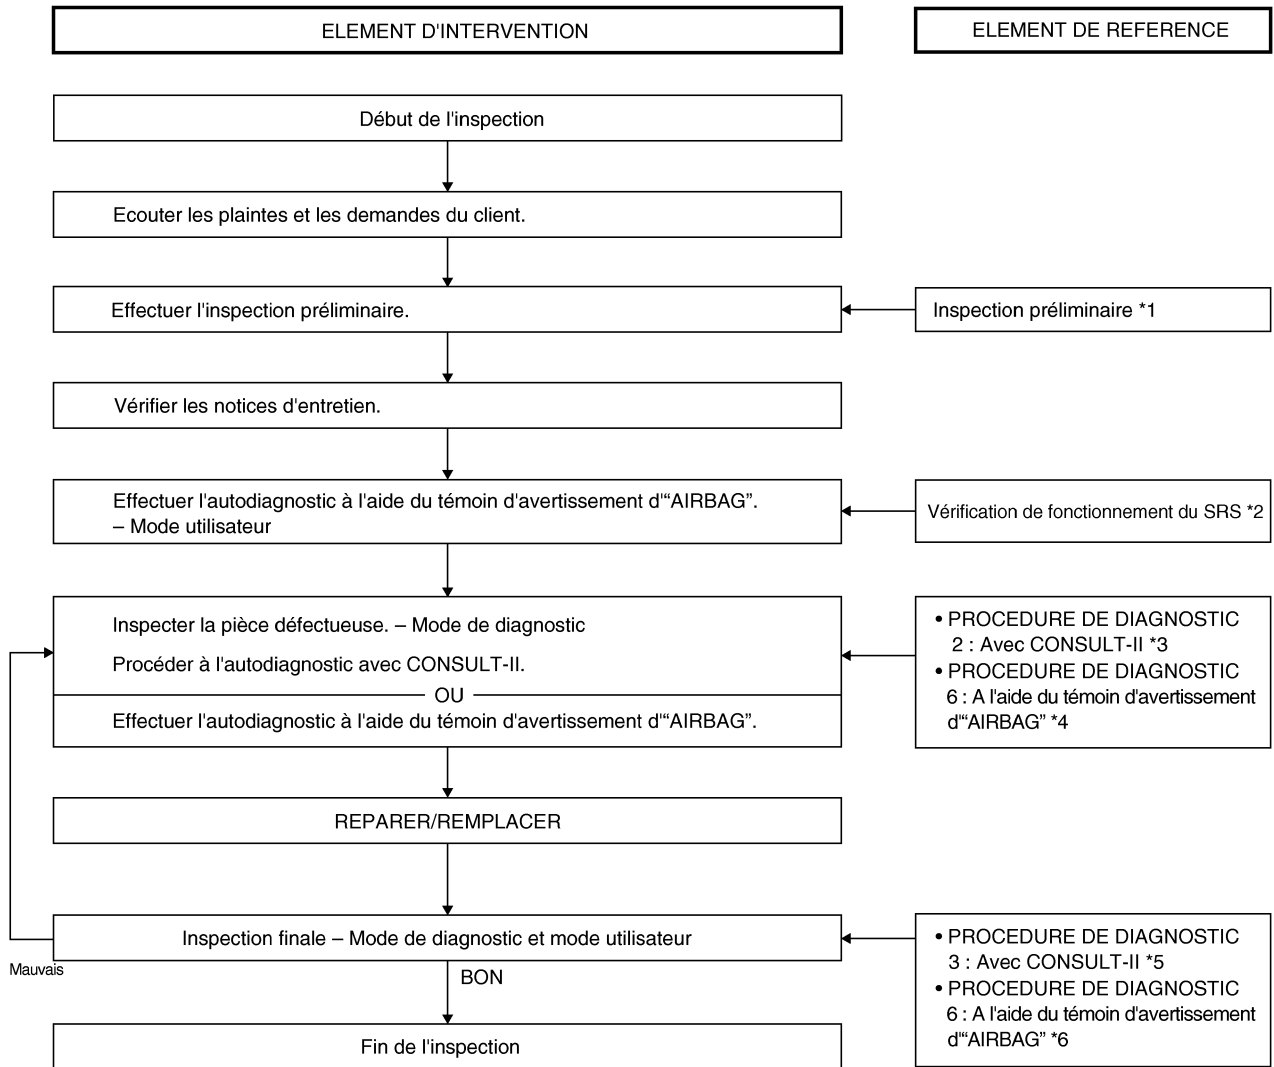 ELEMENT D'INTERVENTION
ELEMENT DE REFERENCE
Début de l'inspection
Ecouter les plaintes et les demandes du client.
Effectuer l'inspection préliminaire.
Inspection préliminaire *1
Vérifier les notices d'entretien.
Effectuer l'autodiagnostic à l'aide du témoin d'avertissement d'“AIRBAG”.
– Mode utilisateur
Vérification de fonctionnement du SRS *2
Inspecter la pièce défectueuse. – Mode de diagnostic
Procéder à l'autodiagnostic avec CONSULT-II.
OU
Effectuer l'autodiagnostic à l'aide du témoin d'avertissement d'“AIRBAG”.
• PROCEDURE DE DIAGNOSTIC
2 : Avec CONSULT-II *3
• PROCEDURE DE DIAGNOSTIC
6 : A l'aide du témoin d'avertissement
d'“AIRBAG” *4
REPARER/REMPLACER
Inspection finale – Mode de diagnostic et mode utilisateur
Mauvais
BON
• PROCEDURE DE DIAGNOSTIC
3 : Avec CONSULT-II *5
• PROCEDURE DE DIAGNOSTIC
6 : A l'aide du témoin d'avertissement
d'“AIRBAG” *6
Fin de l'inspection